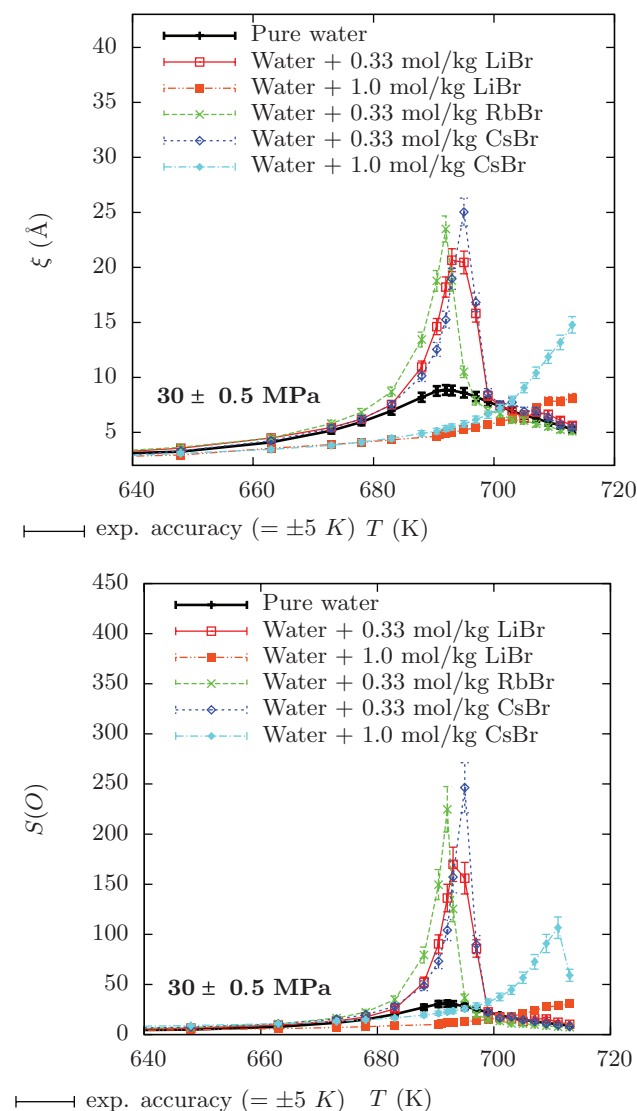 40
35
30
25
20
15
10
5
ξ (Å)
Pure water
Water + 0.33 mol/kg LiBr
Water + 1.0 mol/kg LiBr
Water + 0.33 mol/kg RbBr
Water + 0.33 mol/kg CsBr
Water + 1.0 mol/kg CsBr
30 ± 0.5 MPa
640 660 680 700 720
exp. accuracy (= ±5 K) T (K)
450
400
350
300
250
200
150
100
50
0
S(O)
Pure water
Water + 0.33 mol/kg LiBr
Water + 1.0 mol/kg LiBr
Water + 0.33 mol/kg RbBr
Water + 0.33 mol/kg CsBr
Water + 1.0 mol/kg CsBr
30 ± 0.5 MPa
640 660 680 700 720
exp. accuracy (= ±5 K) T (K)